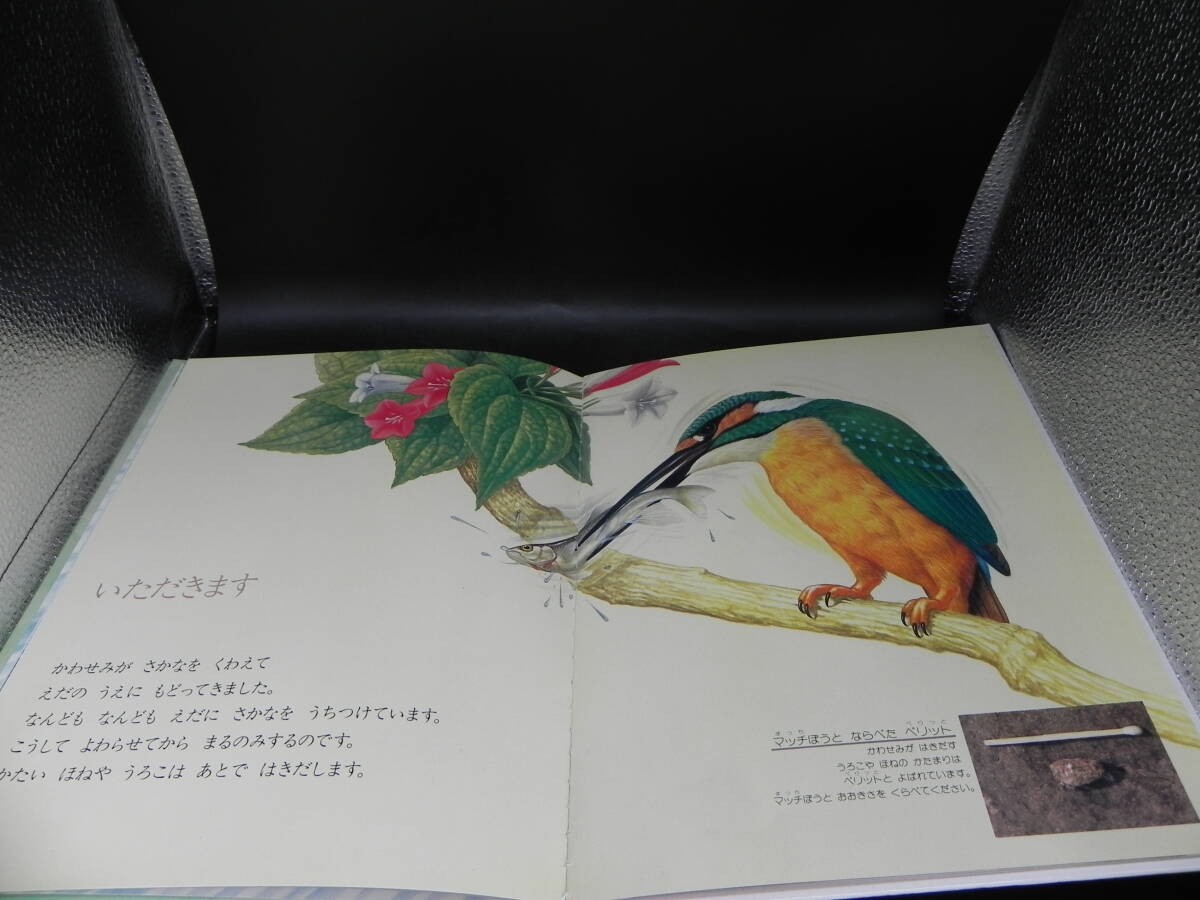 いただきます
かわせみが さかなを くわえて
えだの うえに もどってきました。
なんども なんども えだに さかなを うちつけています。
こうして よわらせてから まるのみするのです。
かたい ほねや うろこは あとで はきだします。
マッチぼうと ならべた ペリット
かわせみが はきだす
うろこや ほねの かたまりは
ペリットと よばれています。
マッチぼうと おおきさを くらべてください。